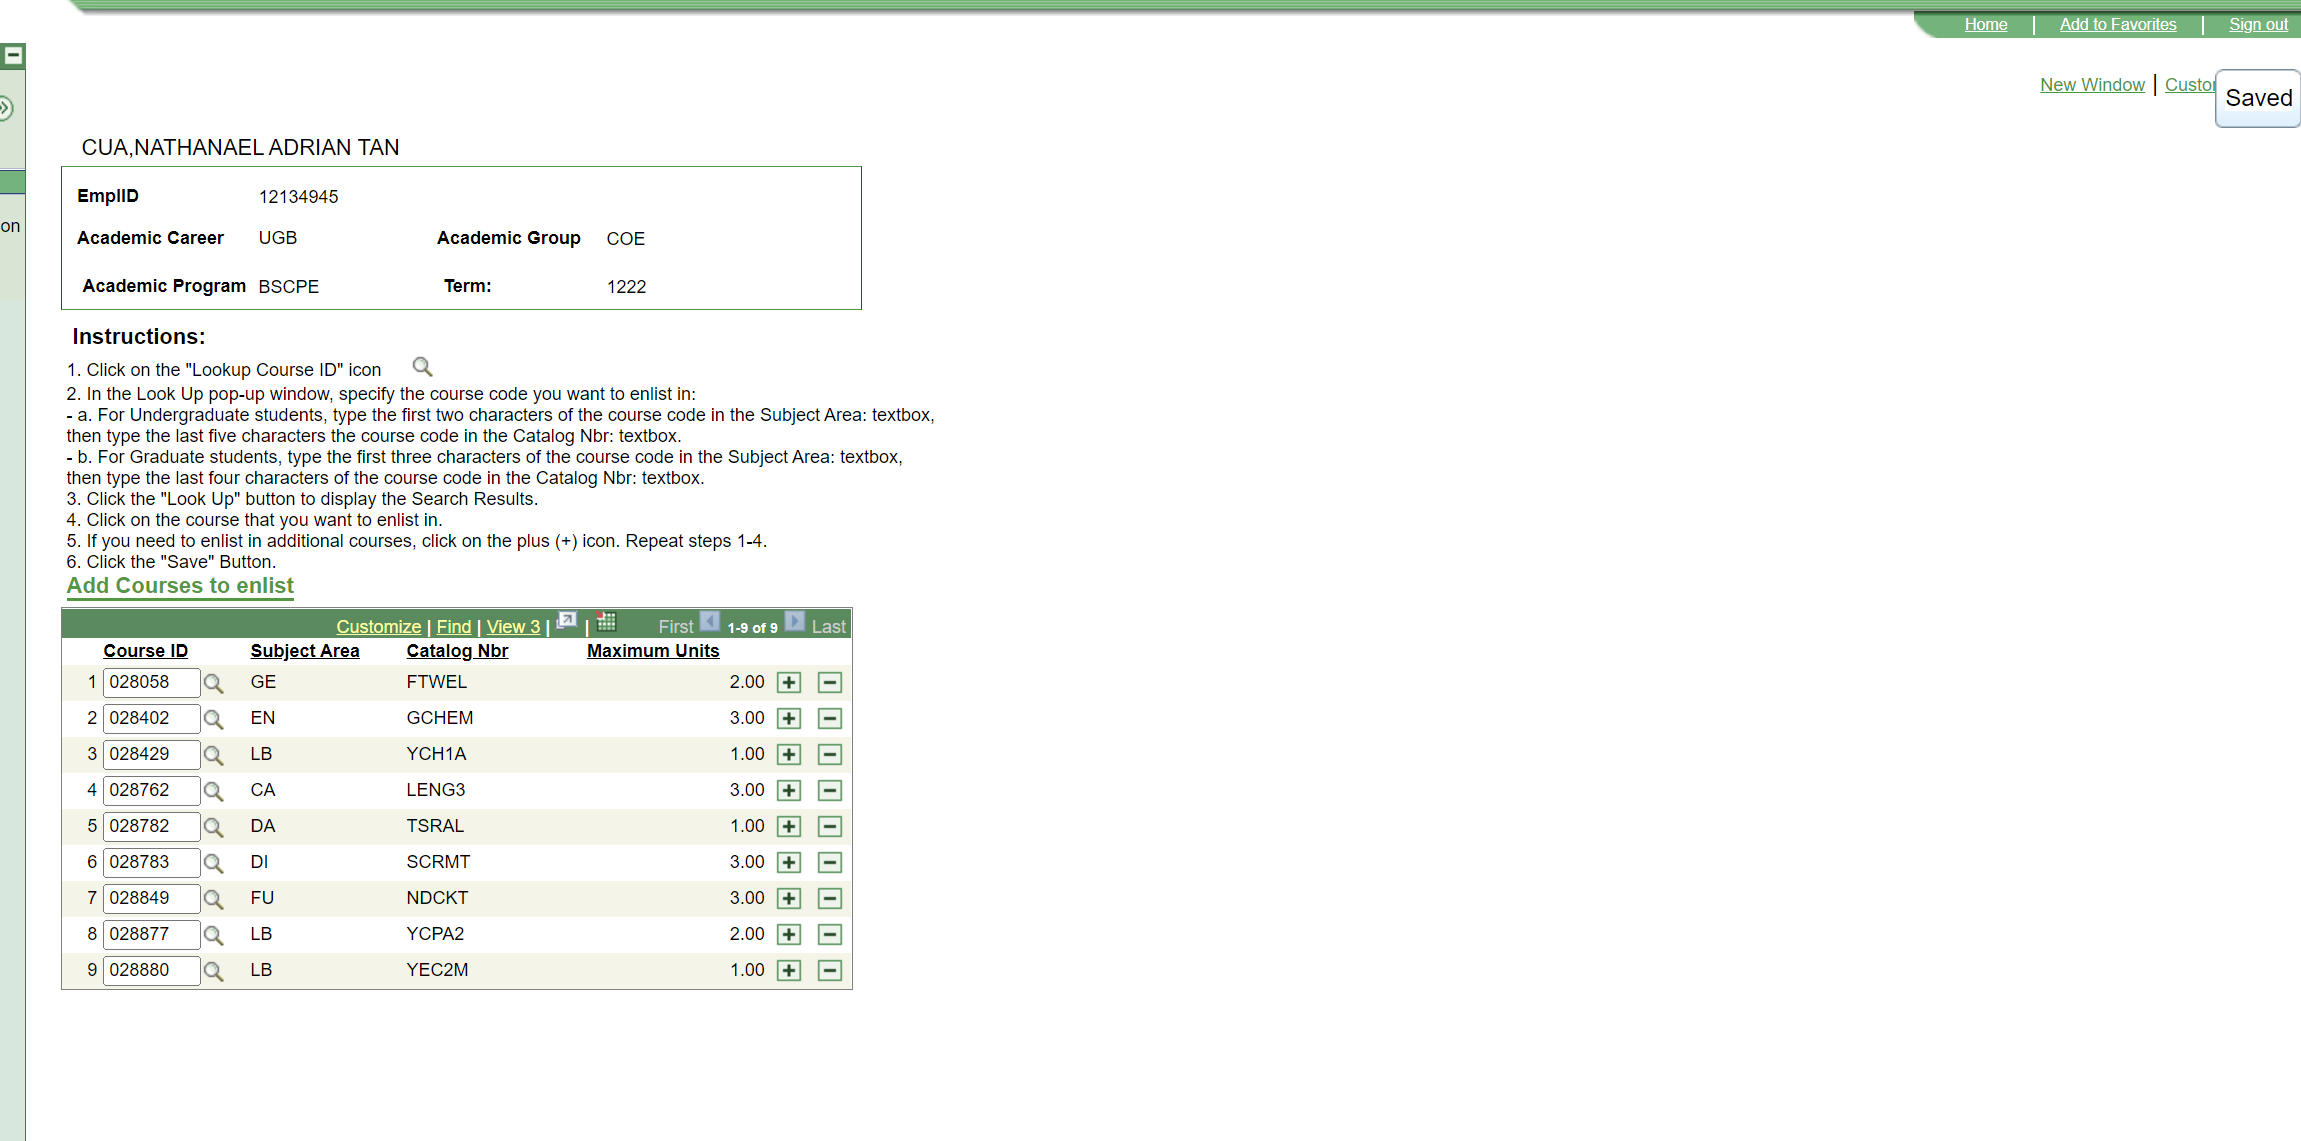 Home | Add to Favorites | Sign out
New Window | Custo
Saved
on
CUA,NATHANAEL ADRIAN TAN
EmplID 12134945
Academic Career UGB Academic Group COE
Academic Program BSCPE Term: 1222
Instructions:
1. Click on the "Lookup Course ID" icon
2. In the Look Up pop-up window, specify the course code you want to enlist in:
- a. For Undergraduate students, type the first two characters of the course code in the Subject Area: textbox,
then type the last five characters the course code in the Catalog Nbr: textbox.
- b. For Graduate students, type the first three characters of the course code in the Subject Area: textbox,
then type the last four characters of the course code in the Catalog Nbr: textbox.
3. Click the "Look Up" button to display the Search Results.
4. Click on the course that you want to enlist in.
5. If you need to enlist in additional courses, click on the plus (+) icon. Repeat steps 1-4.
6. Click the "Save" Button.
Add Courses to enlist
Customize | Find | View 3 | | First 1-9 of 9 Last
Course ID Subject Area Catalog Nbr Maximum Units
1 028058 GE FTWEL 2.00
2 028402 EN GCHEM 3.00
3 028429 LB YCH1A 1.00
4 028762 CA LENG3 3.00
5 028782 DA TSRAL 1.00
6 028783 DI SCRMT 3.00
7 028849 FU NDCKT 3.00
8 028877 LB YCPA2 2.00
9 028880 LB YEC2M 1.00